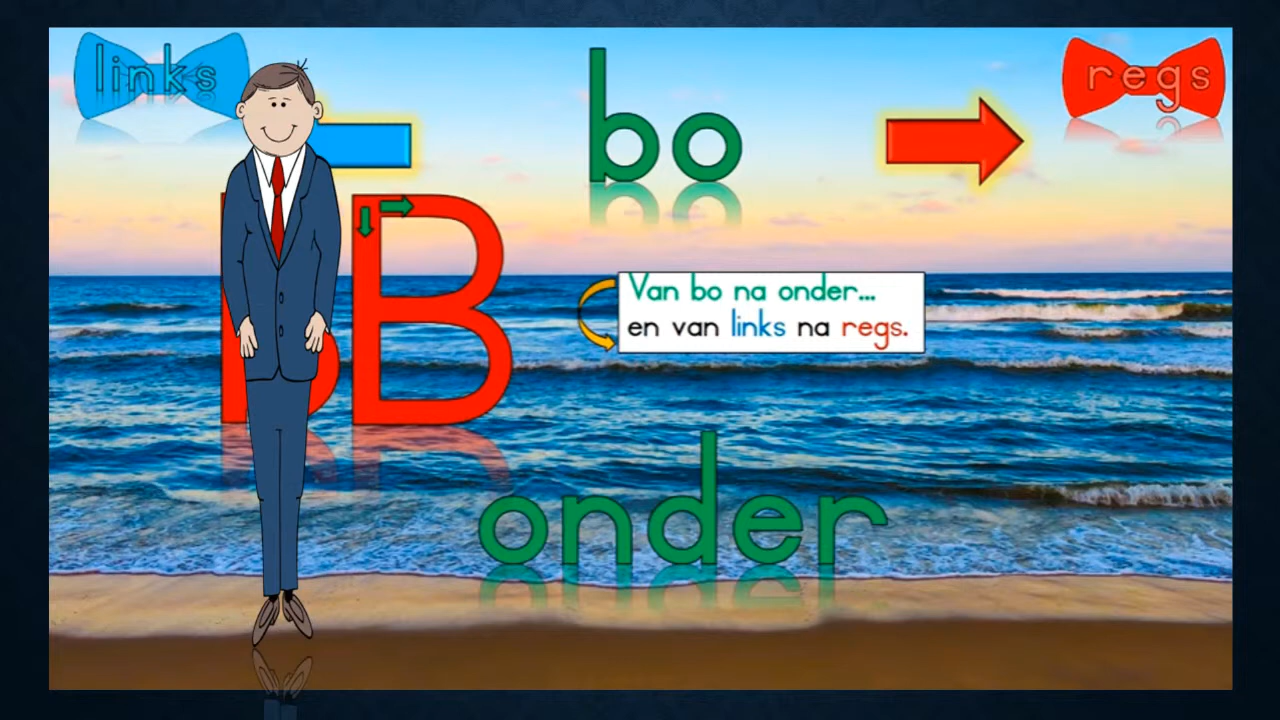 links
bo
regs
B B
Van bo na onder...
en van links na regs.
onder